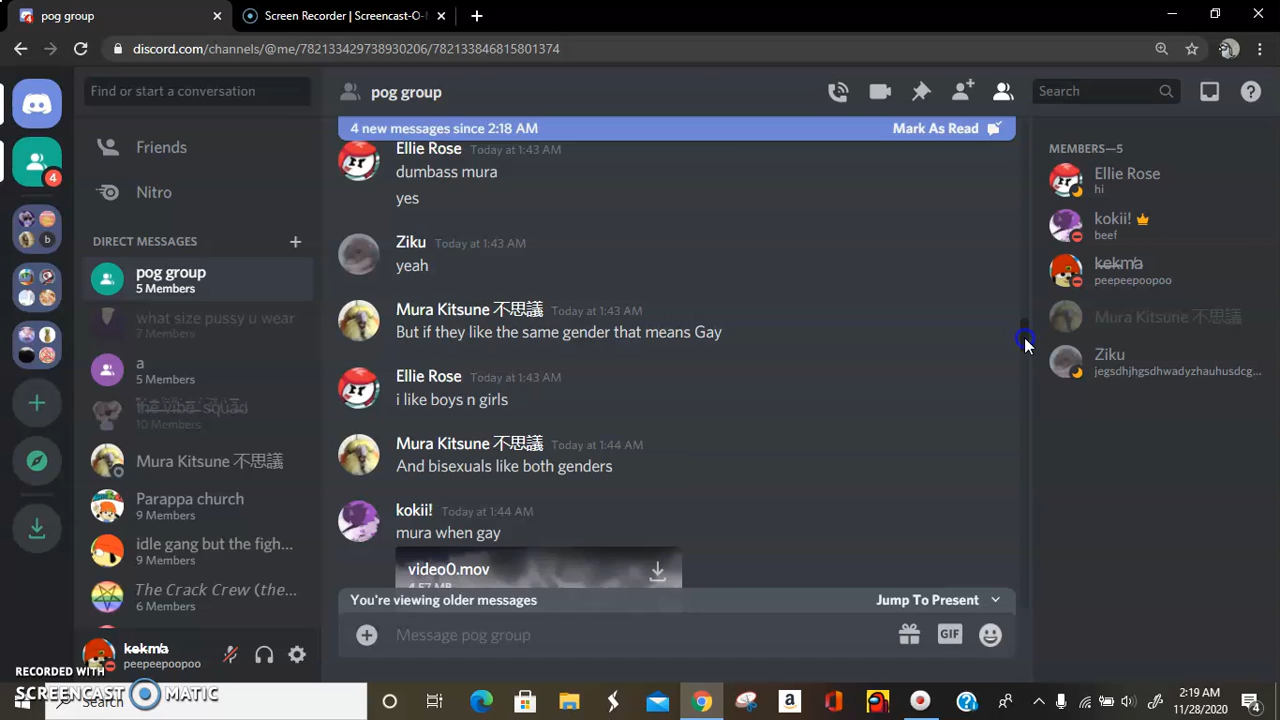 pog group
Screen Recorder | Screencast-O-
discord.com/channels/@me/782133429738930206/782133846815801374
Find or start a conversation
pog group
Search
4 new messages since 2:18 AM
Mark As Read
4
Friends
Nitro
DIRECT MESSAGES
pog group
5 Members
what size pussy u wear
7 Members
a
5 Members
the vibe squad
10 Members
Mura Kitsune 不思議
Parappa church
9 Members
idle gang but the figh...
9 Members
The Crack Crew (the...
6 Members
kekma
peepeepoopoo
Ellie Rose Today at 1:43 AM
dumbass mura
yes
Ziku Today at 1:43 AM
yeah
Mura Kitsune 不思議 Today at 1:43 AM
But if they like the same gender that means Gay
Ellie Rose Today at 1:43 AM
i like boys n girls
Mura Kitsune 不思議 Today at 1:44 AM
And bisexuals like both genders
kokii! Today at 1:44 AM
mura when gay
video0.mov
4.57 MB
You're viewing older messages
Jump To Present
Message pog group
GIF
MEMBERS—5
Ellie Rose
hi
kokii!
beef
kekma
peepeepoopoo
Mura Kitsune 不思議
Ziku
jegsdhjhgsdhwadyzhauhusdcg...
RECORDED WITH
SCREENCAST MATIC
Search
2:19 AM
11/28/2020
4